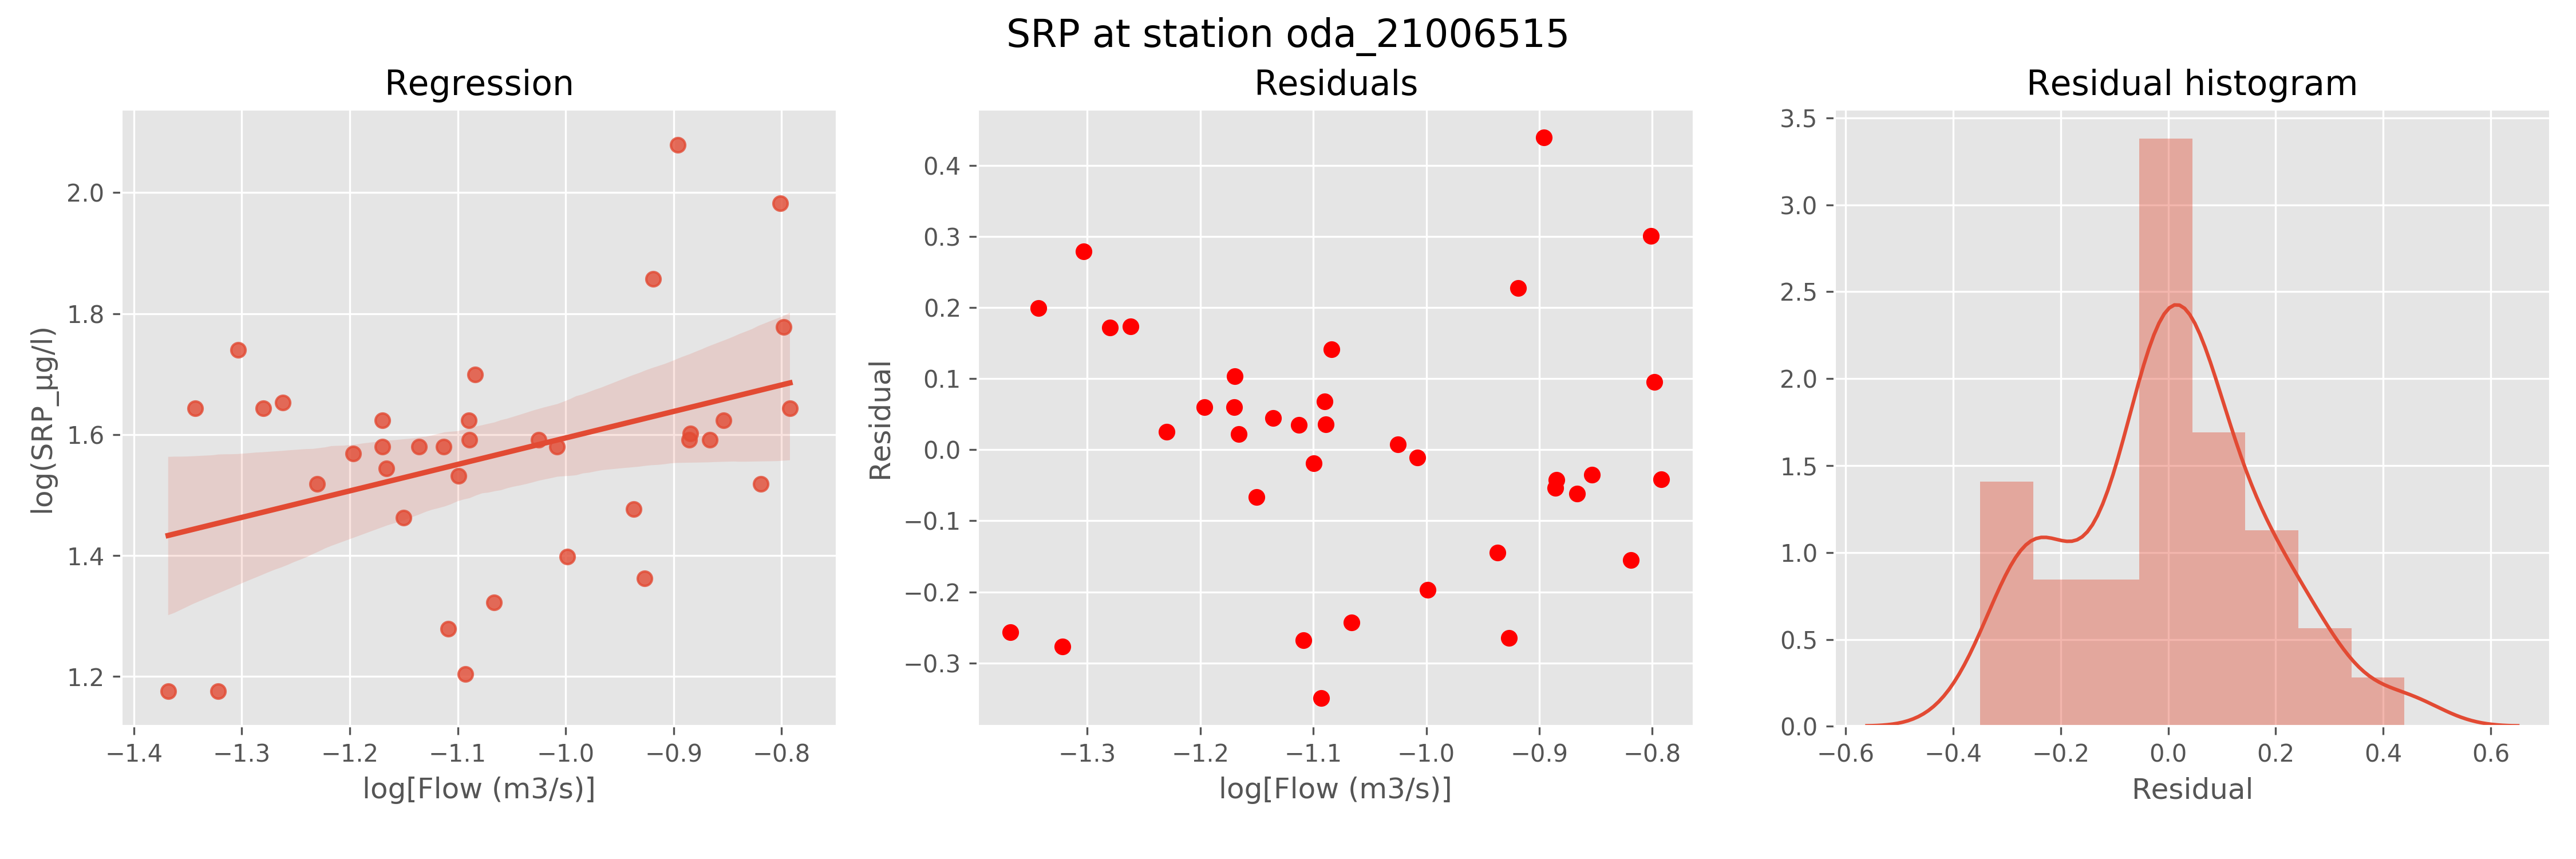 SRP at station oda_21006515
Regression
2.0
1.8
1.6
1.4
1.2
log(SRP_µg/l)
−1.4 −1.3 −1.2 −1.1 −1.0 −0.9 −0.8
log[Flow (m3/s)]
Residuals
0.4
0.3
0.2
0.1
0.0
−0.1
−0.2
−0.3
Residual
−1.3 −1.2 −1.1 −1.0 −0.9 −0.8
log[Flow (m3/s)]
Residual histogram
3.5
3.0
2.5
2.0
1.5
1.0
0.5
0.0
−0.6 −0.4 −0.2 0.0 0.2 0.4 0.6
Residual